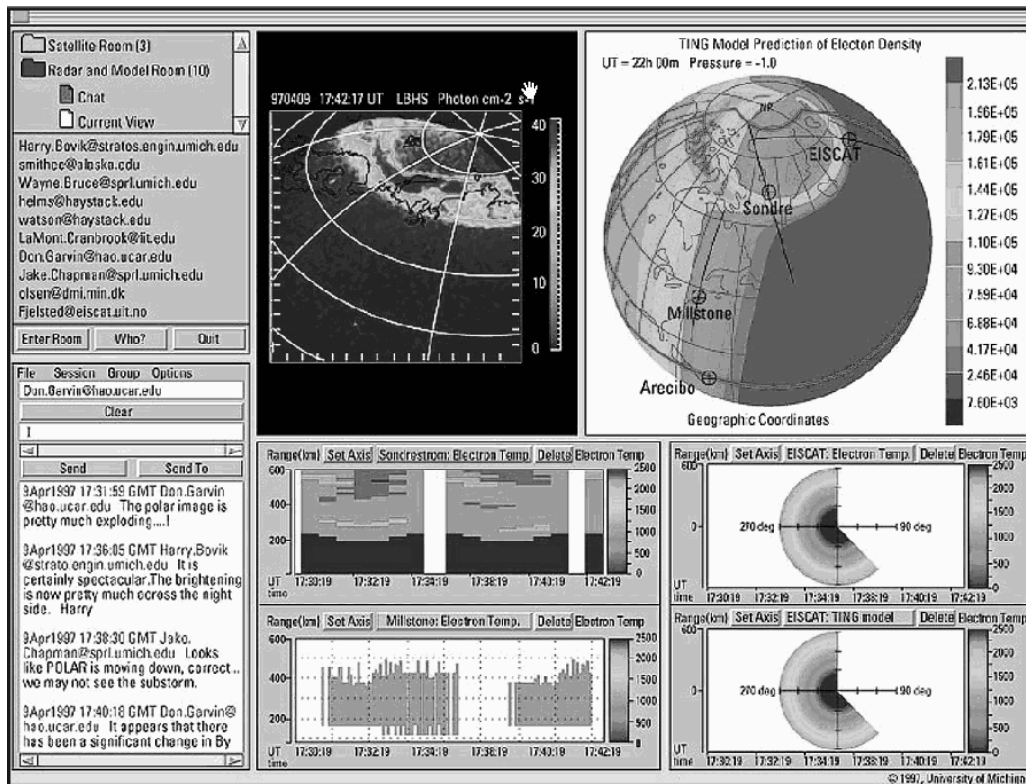 Satellite Room (3)
Radar and Model Room (10)
Chat
Current View
Harry.Bovik@stratos.engin.umich.edu
smithee@alaska.edu
Wayne.Bruce@sprl.umich.edu
helms@haystack.edu
watson@haystack.edu
LaMont.Cranbrook@fit.edu
Don.Garvin@hao.ucar.edu
Jake.Chapman@sprl.umich.edu
olsen@dmi.min.dk
Fjelsted@eiscat.uit.no
Enter Room Who? Quit
File Session Group Options
Don.Garvin@hao.ucar.edu
Clear
Send Send To
9Apr1997 17:31:59 GMT Don.Garvin
@hao.ucar.edu The polar image is
pretty much exploding....!
9Apr1997 17:36:05 GMT Harry.Bovik
@strato.engin.umich.edu It is
certainly spectacular.The brightening
is now pretty much across the night
side. Harry
9Apr1997 17:38:30 GMT Jake.
Chapman@sprl.umich.edu Looks
like POLAR is moving down, correct...
we may not see the substorm.
9Apr1997 17:40:18 GMT Don.Garvin@
hao.ucar.edu It appears that there
has been a significant change in By
970409 17:42:17 UT LBHS Photon cm-2 s-1
40
30
20
10
0
TING Model Prediction of Electon Density
UT = 22h 00m Pressure = -1.0
NP
EISCAT
Sondre
Millstone
Arecibo
Geographic Coordinates
2.13E+05
1.96E+05
1.79E+05
1.61E+05
1.44E+05
1.27E+05
1.10E+05
9.30E+04
7.59E+04
5.88E+04
4.17E+04
2.46E+04
7.60E+03
Range(km) Set Axis Sondrestrom: Electron Temp Delete Electron Temp
600
400
200
2500
2000
1500
1000
500
0
UT time 17:30:19 17:32:19 17:34:19 17:38:19 17:40:19 17:42:19
Range(km) Set Axis Millstone: Electron Temp. Delete Electron Temp
600
400
200
2500
2000
1500
1000
500
0
UT time 17:30:19 17:32:19 17:34:19 17:38:19 17:40:19 17:42:19
Range(km) Set Axis EISCAT: Electron Temp. Delete Electron Temp
600
0
270 deg 90 deg
2500
2000
1500
1000
500
0
UT time 17:30:19 17:32:19 17:34:19 17:38:19 17:40:19 17:42:19
Range(km) Set Axis EISCAT: TING model Delete Electron Temp
600
0
270 deg 90 deg
2500
2000
1500
1000
500
0
UT time 17:30:19 17:32:19 17:34:19 17:38:19 17:40:19 17:42:19
© 1997, University of Michign